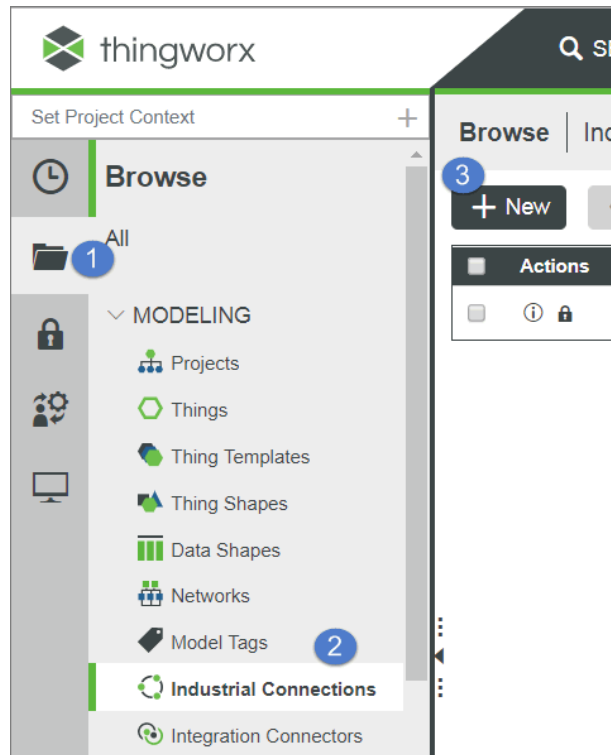 thingworx
Set Project Context
Browse
All
1
MODELING
Projects
Things
Thing Templates
Thing Shapes
Data Shapes
Networks
Model Tags
2
Industrial Connections
Integration Connectors
Browse
3
+ New
Actions